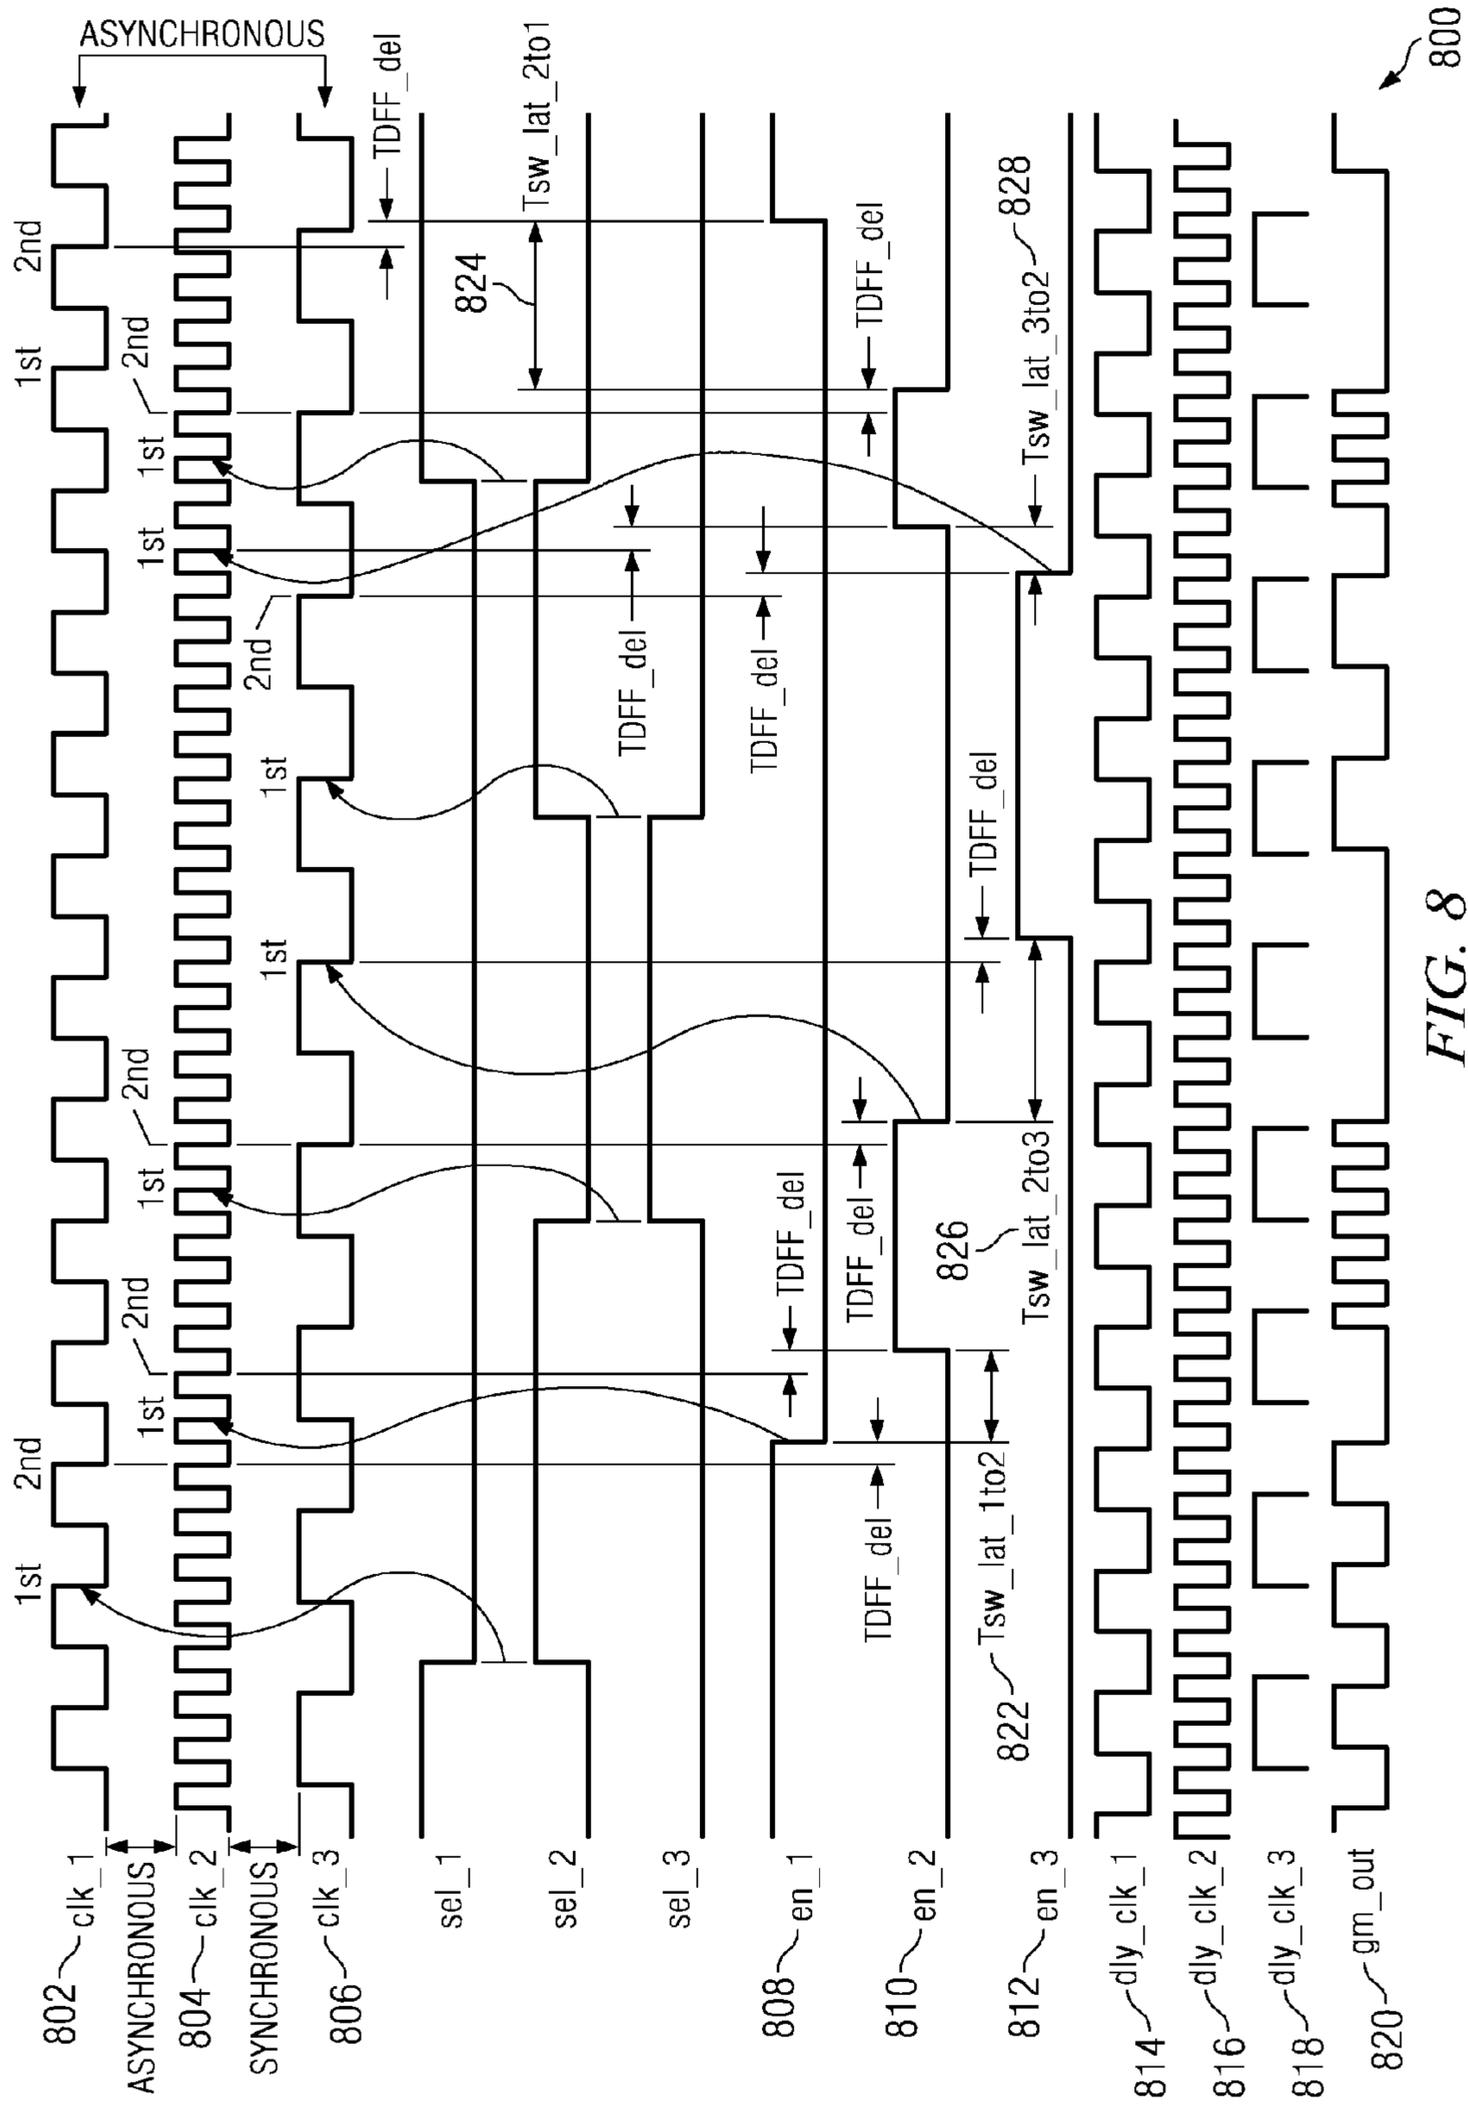 ASYNCHRONOUS
802 clk_1
1st
2nd
1st
2nd
ASYNCHRONOUS
804 clk_2
1st
2nd
1st
2nd
1st
1st
2nd
SYNCHRONOUS
806 clk_3
1st
1st
2nd
TDFF_del
sel_1
824
sel_2
Tsw_lat_2to1
sel_3
TDFF_del
TDFF_del
808 en_1
TDFF_del
TDFF_del
810 en_2
TDFF_del
TDFF_del
826
TDFF_del
822 Tsw_lat_1to2
Tsw_lat_2to3
Tsw_lat_3to2 828
812 en_3
814 dly_clk_1
816 dly_clk_2
818 dly_clk_3
820 gm_out
800
FIG. 8